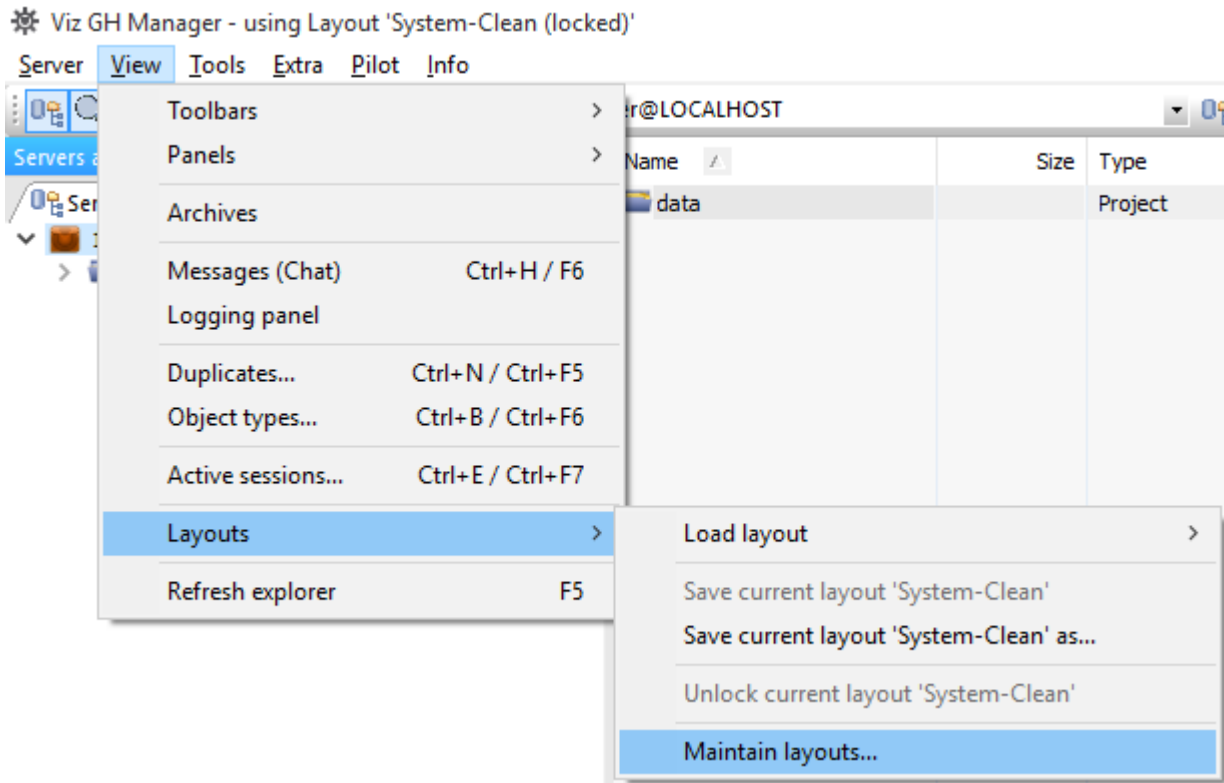 Viz GH Manager - using Layout 'System-Clean (locked)'
Server View Tools Extra Pilot Info
Toolbars
r@LOCALHOST
Panels
Servers
Name Size Type
Ser
data Project
Archives
Messages (Chat) Ctrl+H / F6
Logging panel
Duplicates... Ctrl+N / Ctrl+F5
Object types... Ctrl+B / Ctrl+F6
Active sessions... Ctrl+E / Ctrl+F7
Layouts
Load layout
Refresh explorer F5
Save current layout 'System-Clean'
Save current layout 'System-Clean' as...
Unlock current layout 'System-Clean'
Maintain layouts...